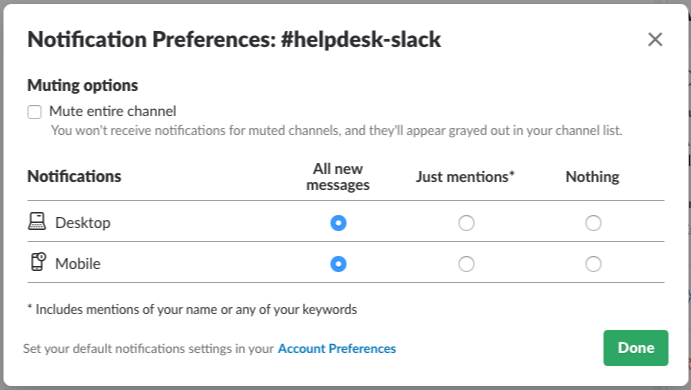 Notification Preferences: #helpdesk-slack
Muting options
Mute entire channel
You won't receive notifications for muted channels, and they'll appear grayed out in your channel list.
Notifications
All new
messages
Just mentions*
Nothing
Desktop
Mobile
* Includes mentions of your name or any of your keywords
Set your default notifications settings in your Account Preferences
Done